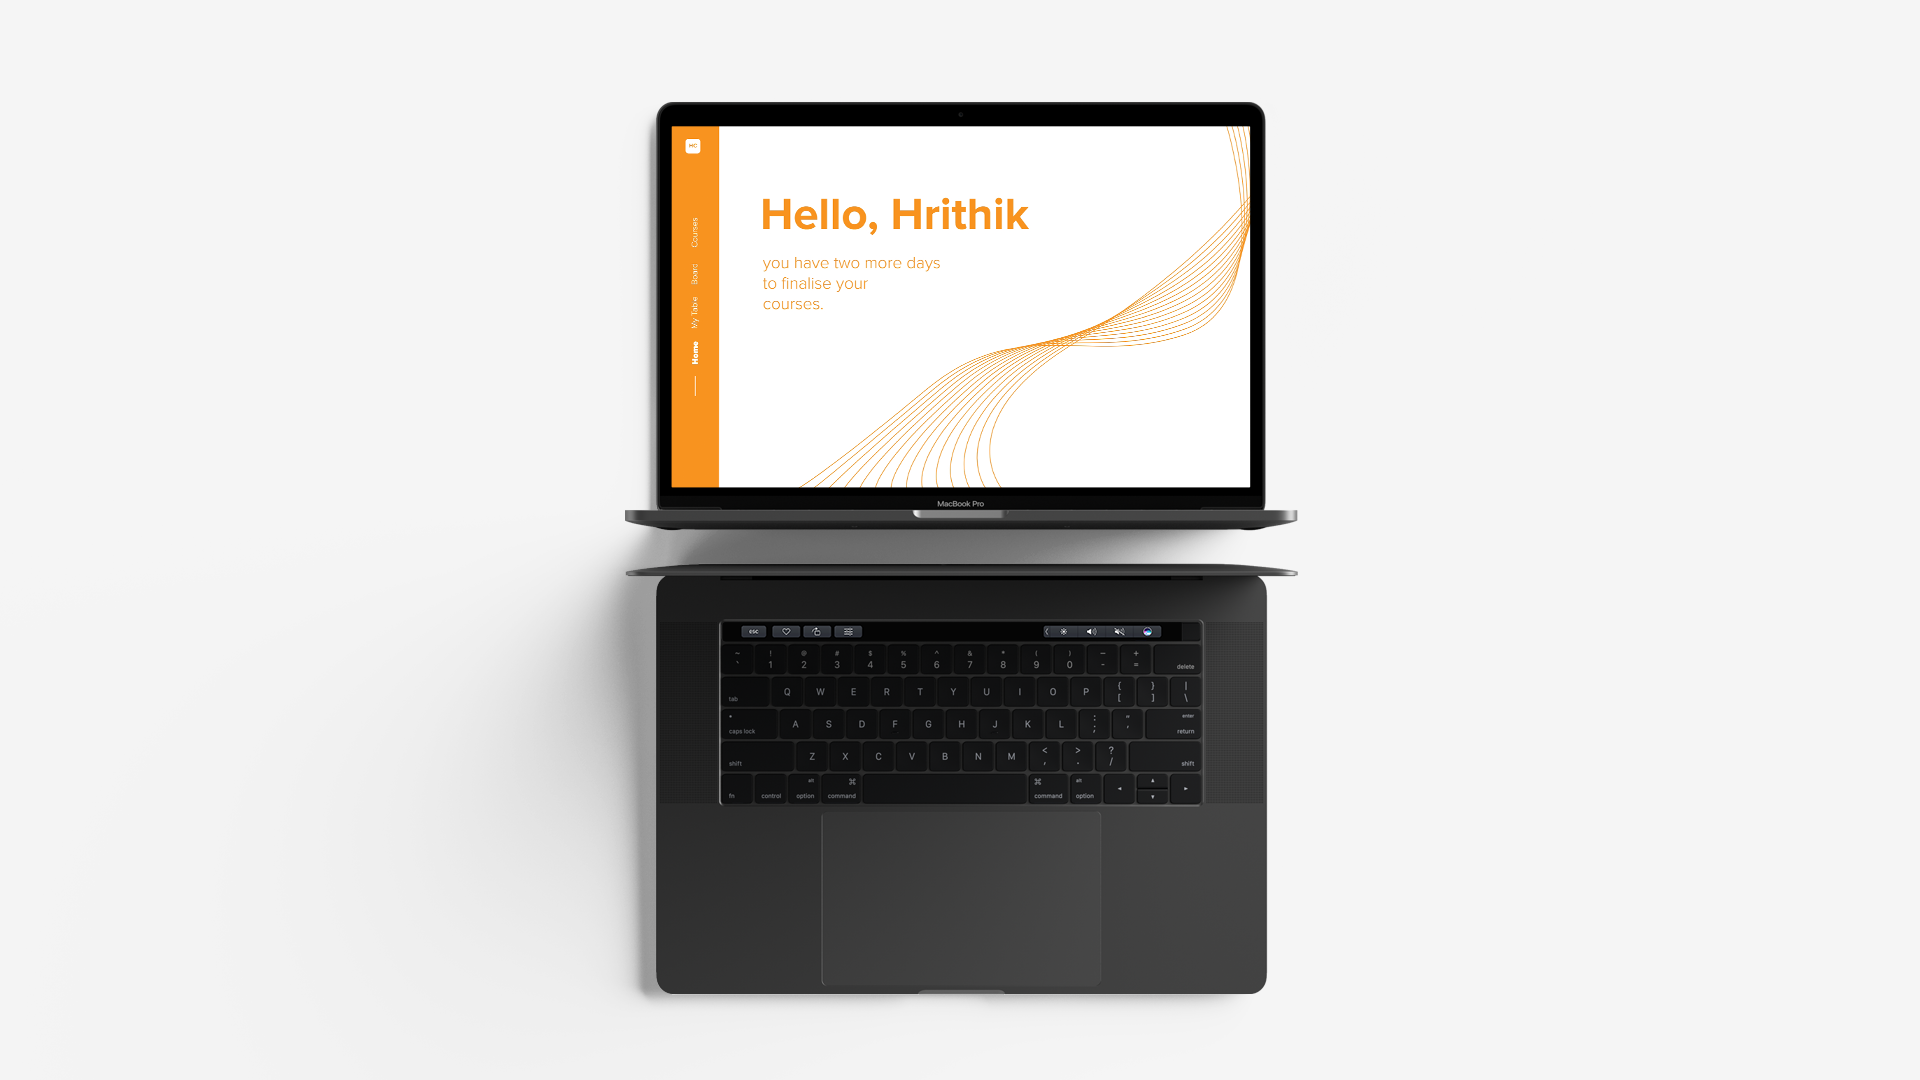 HC
Courses
Board
My Table
Home
Hello, Hrithik
you have two more days
to finalise your
courses.
MacBook Pro
esc
~ ! @ # $ % ^ & * ( ) _ +
` 1 2 3 4 5 6 7 8 9 0 - = delete
tab Q W E R T Y U I O P { [ } ] | \
caps lock A S D F G H J K L : ; " ' enter return
shift Z X C V B N M < , > . ? / shift
fn control alt option ⌘ command ⌘ command alt option